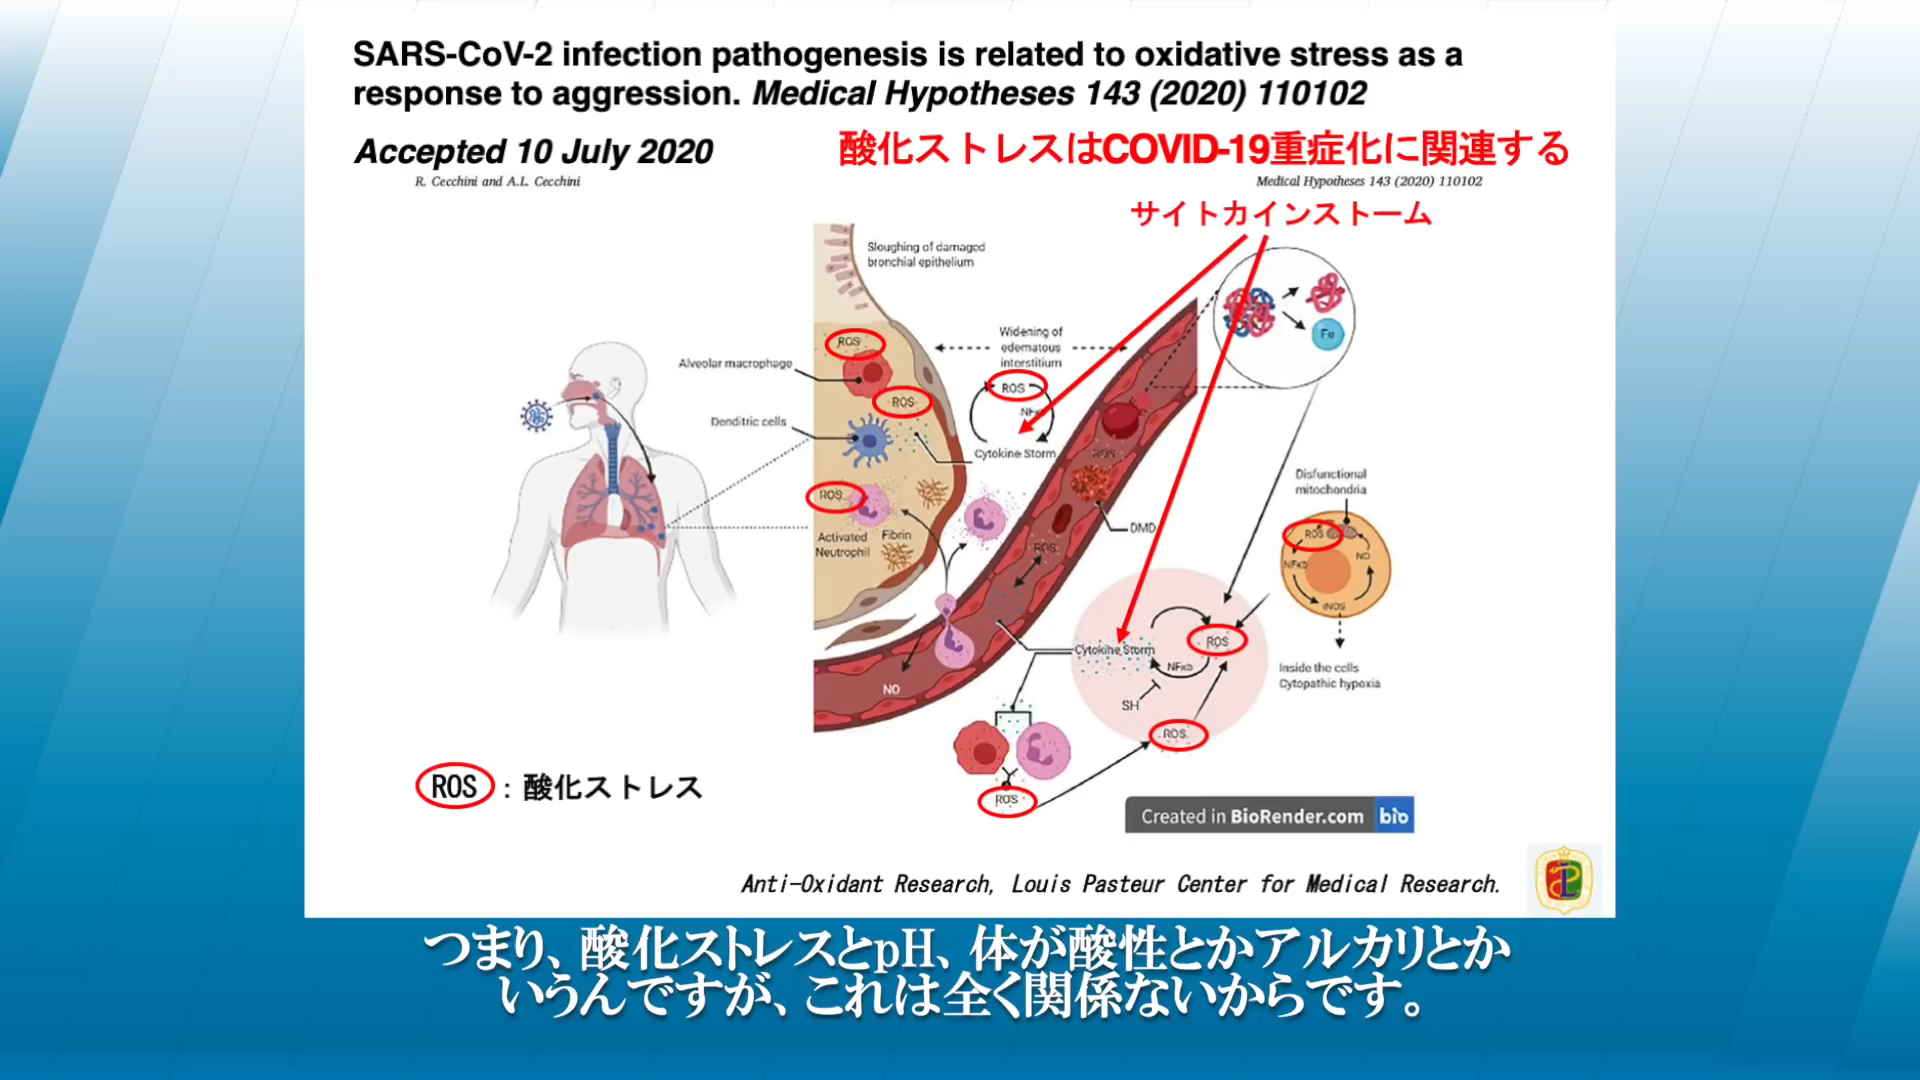 SARS-CoV-2 infection pathogenesis is related to oxidative stress as a
response to aggression. Medical Hypotheses 143 (2020) 110102
Accepted 10 July 2020
酸化ストレスはCOVID-19重症化に関連する
R. Cecchini and A.L. Cecchini
Medical Hypotheses 143 (2020) 110102
サイトカインストーム
Sloughing of damaged
bronchial epithelium
Widening of
edematous
interstitium
Fe
ROS
Alveolar macrophage
ROS
ROS
NFκb
Dendritic cells
Cytokine Storm
ROS
ROS
Disfunctional
mitochondria
Activated
Neutrophil
Fibrin
DMD
ROS
ROS
NO
NFκb
iNOS
Cytokine Storm
ROS
NFκb
SH
Inside the cells
Cytopathic hypoxia
NO
ROS
ROS
ROS : 酸化ストレス
Created in BioRender.com bio
Anti-Oxidant Research, Louis Pasteur Center for Medical Research.
つまり、酸化ストレスとpH、体が酸性とかアルカリとか
いうんですが、これは全く関係ないからです。